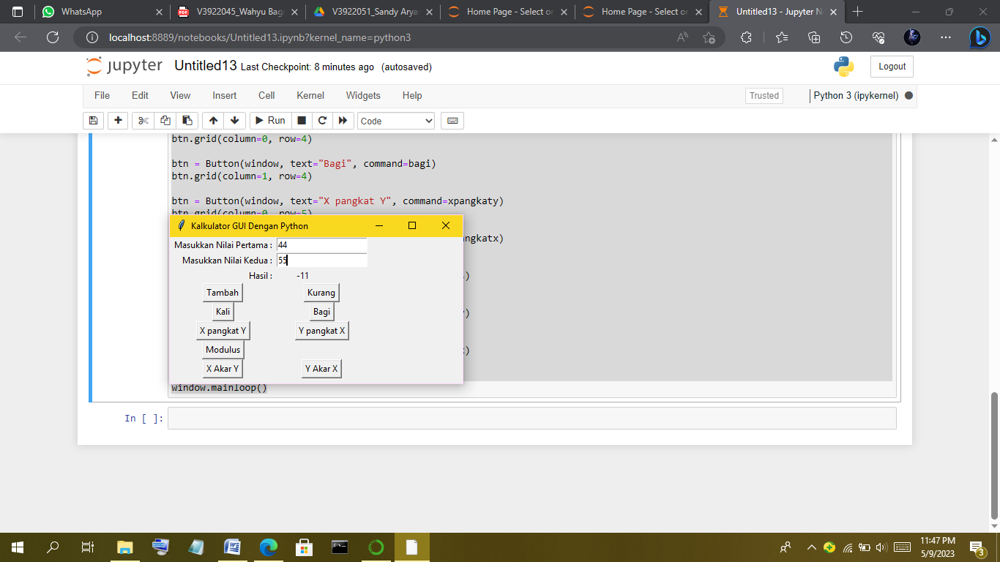 WhatsApp
V3922045_Wahyu Baga
V3922051_Sandy Arya
Home Page - Select or
Home Page - Select or
Untitled13 - Jupyter N
localhost:8889/notebooks/Untitled13.ipynb?kernel_name=python3
jupyter Untitled13 Last Checkpoint: 8 minutes ago (autosaved)
Logout
File Edit View Insert Cell Kernel Widgets Help
Trusted
Python 3 (ipykernel)
Run
Code
btn.grid(column=0, row=4)
btn = Button(window, text="Bagi", command=bagi)
btn.grid(column=1, row=4)
btn = Button(window, text="X pangkat Y", command=xpangkaty)
btn.grid(column=0, row=5)
Kalkulator GUI Dengan Python
Masukkan Nilai Pertama : 44
ngkatx)
Masukkan Nilai Kedua : 55
Hasil : -11
)
Tambah Kurang
Kali Bagi
)
X pangkat Y Y pangkat X
Modulus
)
X Akar Y Y Akar X
window.mainloop()
In [ ]:
11:47 PM
5/9/2023
3